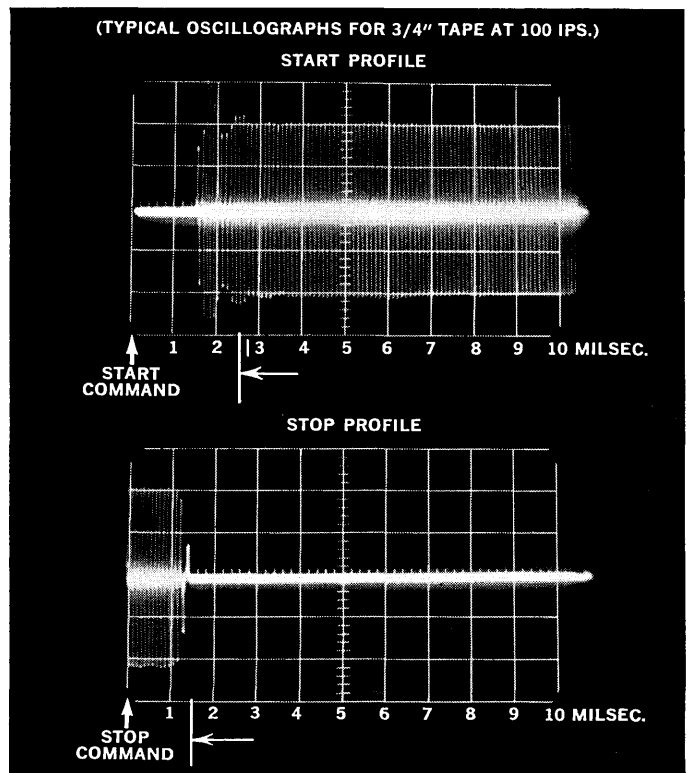 (TYPICAL OSCILLOGRAPHS FOR 3/4" TAPE AT 100 IPS.)
START PROFILE
1 2 3 4 5 6 7 8 9 10 MILSEC.
START
COMMAND
STOP PROFILE
1 2 3 4 5 6 7 8 9 10 MILSEC.
STOP
COMMAND